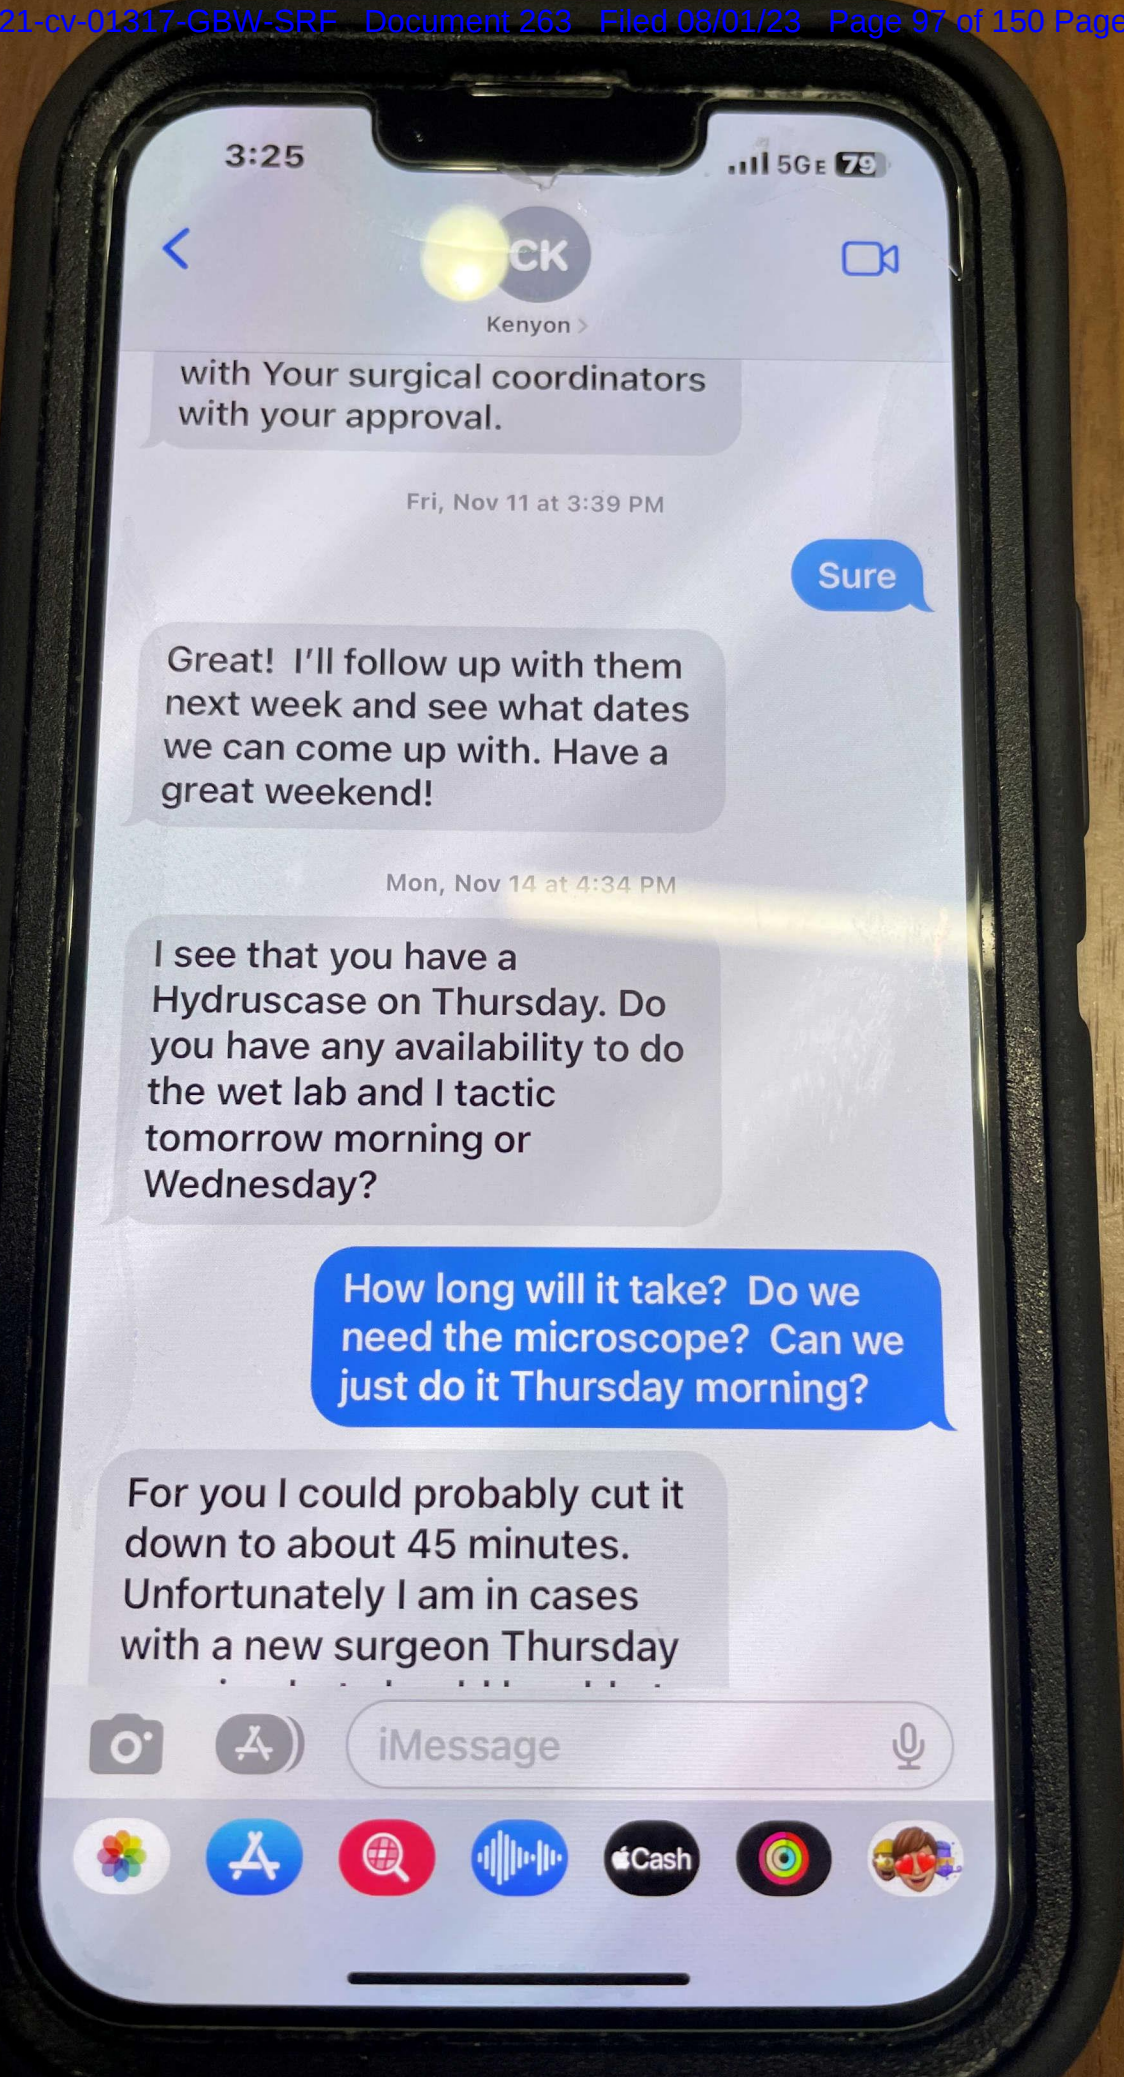 21-cv-01317-GBW-SRF Document 263 Filed 08/01/23 Page 97 of 150 Page
3:25
5GE 79
CK
Kenyon
with Your surgical coordinators
with your approval.
Fri, Nov 11 at 3:39 PM
Sure
Great! I'll follow up with them
next week and see what dates
we can come up with. Have a
great weekend!
Mon, Nov 14 at 4:34 PM
I see that you have a
Hydruscase on Thursday. Do
you have any availability to do
the wet lab and I tactic
tomorrow morning or
Wednesday?
How long will it take? Do we
need the microscope? Can we
just do it Thursday morning?
For you I could probably cut it
down to about 45 minutes.
Unfortunately I am in cases
with a new surgeon Thursday
iMessage
Cash